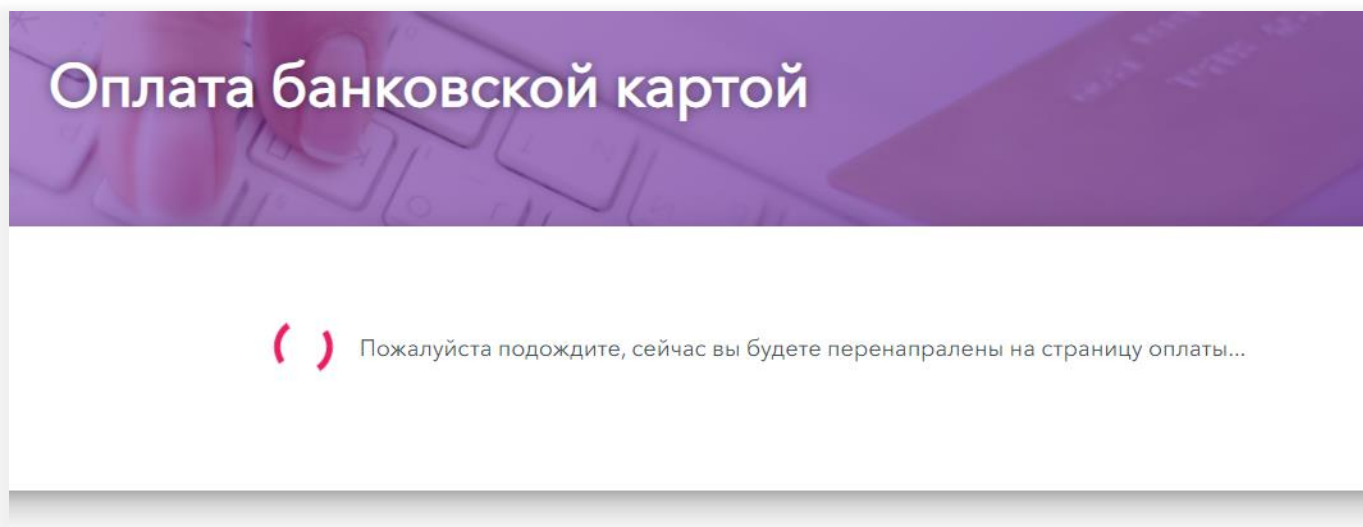 Оплата банковской картой
Пожалуйста подождите, сейчас вы будете перенапралены на страницу оплаты...